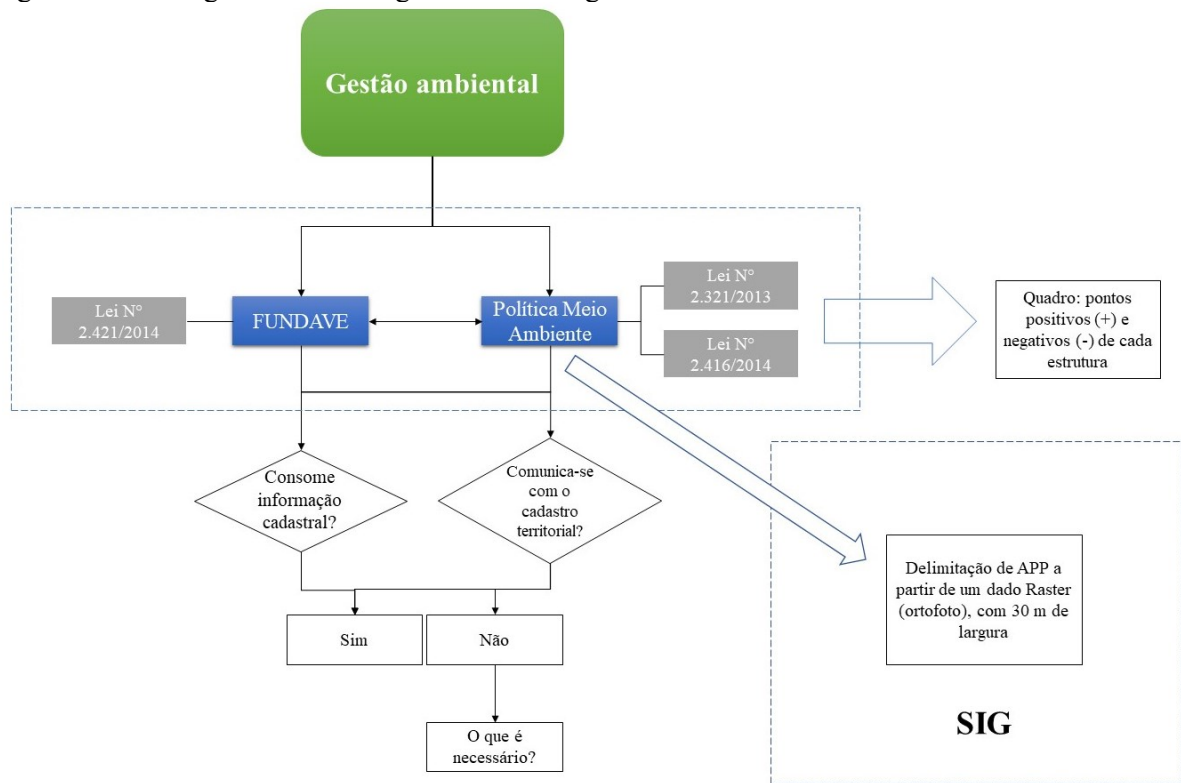 Gestão ambiental
Lei N°
2.321/2013
Lei N°
2.421/2014
FUNDAVE
Política Meio
Ambiente
Lei N°
2.416/2014
Quadro: pontos
positivos (+) e
negativos (-) de cada
estrutura
Consome
informação
cadastral?
Comunica-se
com o
cadastro
territorial?
Delimitação de APP a
partir de um dado Raster
(ortofoto), com 30 m de
largura
Sim
Não
SIG
O que é
necessário?